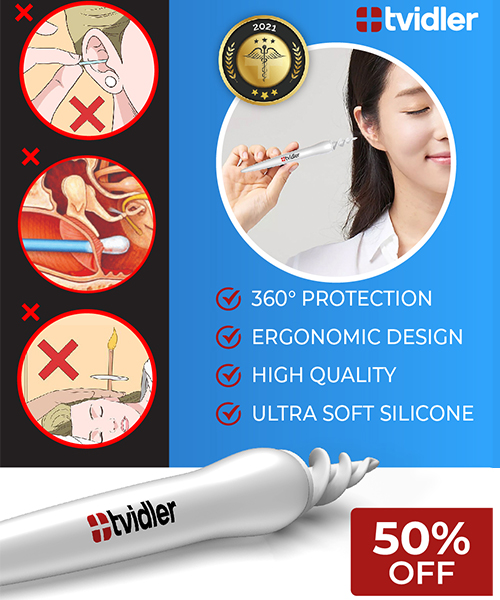 2021
tvidler
tvidler
360° PROTECTION
ERGONOMIC DESIGN
HIGH QUALITY
ULTRA SOFT SILICONE
tvidler
50%
OFF